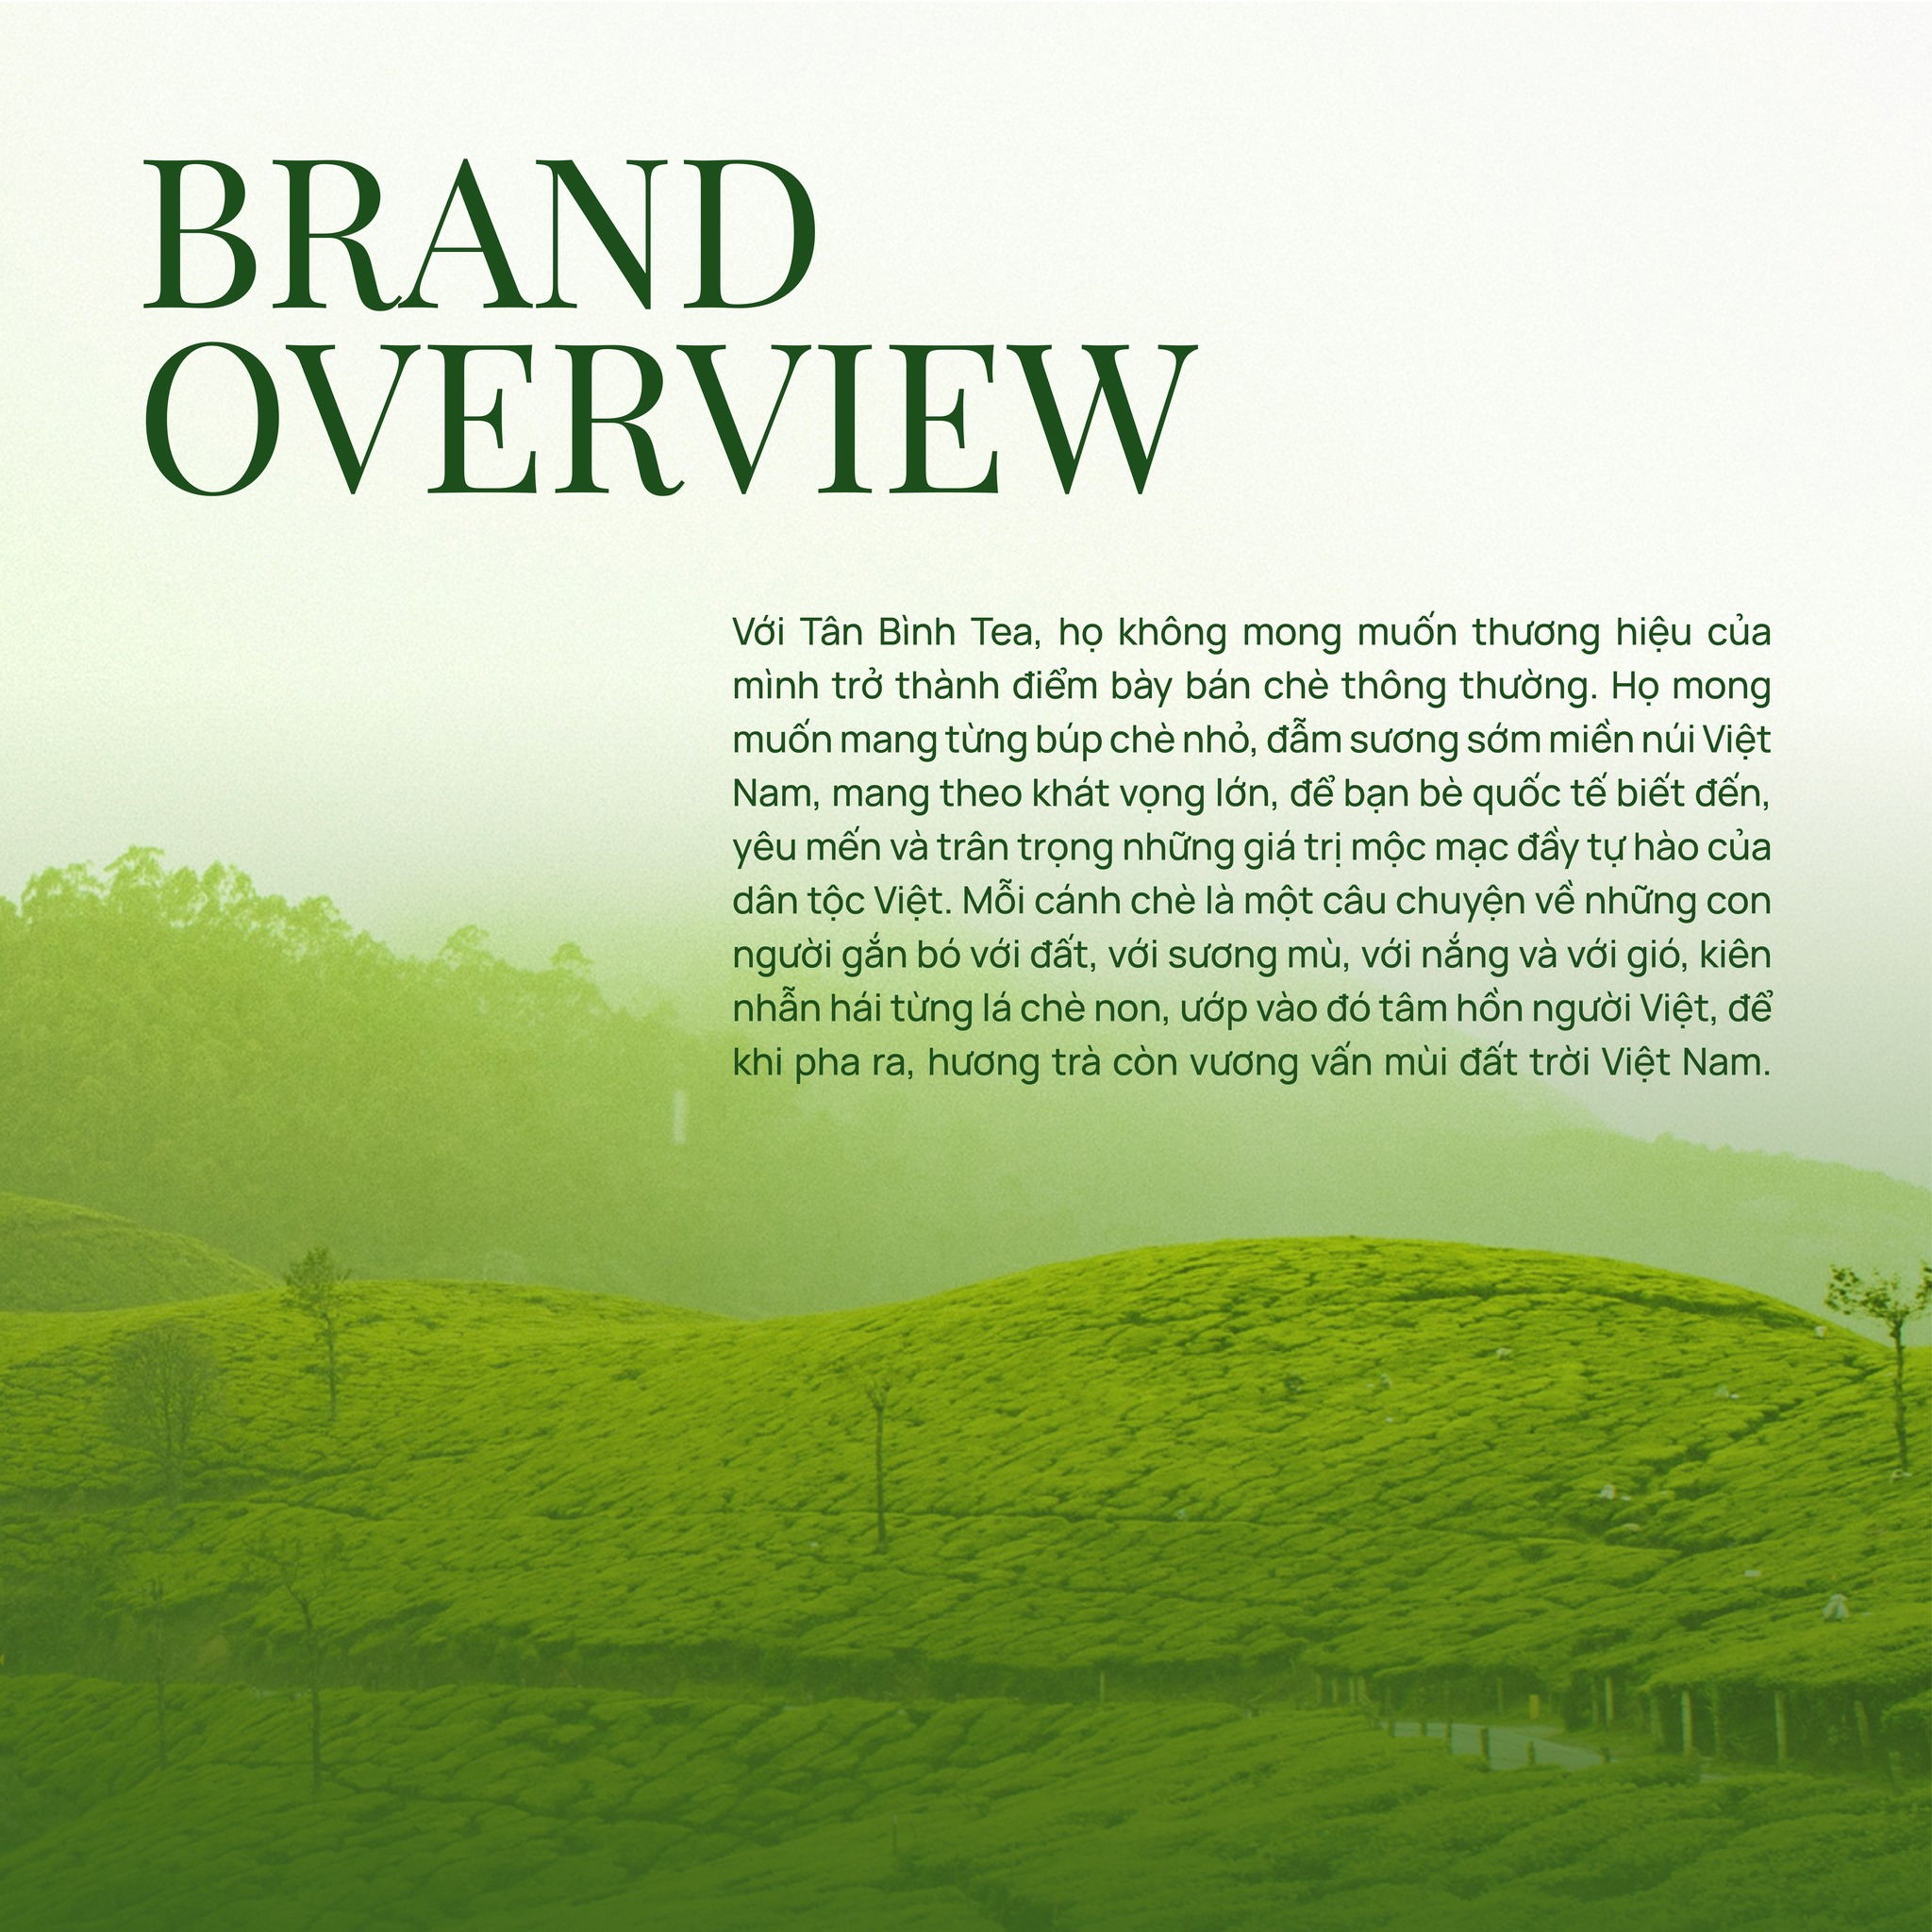 BRAND
OVERVIEW
Với Tân Bình Tea, họ không mong muốn thương hiệu của
mình trở thành điểm bày bán chè thông thường. Họ mong
muốn mang từng búp chè nhỏ, đẫm sương sớm miền núi Việt
Nam, mang theo khát vọng lớn, để bạn bè quốc tế biết đến,
yêu mến và trân trọng những giá trị mộc mạc đầy tự hào của
dân tộc Việt. Mỗi cánh chè là một câu chuyện về những con
người gắn bó với đất, với sương mù, với nắng và với gió, kiên
nhẫn hái từng lá chè non, ướp vào đó tâm hồn người Việt, để
khi pha ra, hương trà còn vương vấn mùi đất trời Việt Nam.